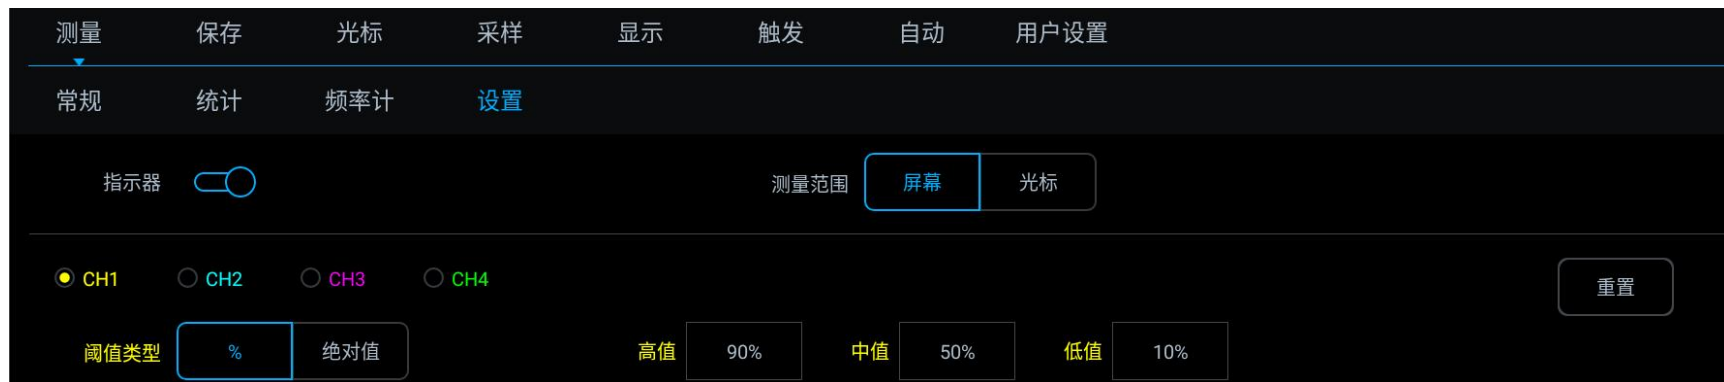 测量 保存 光标 采样 显示 触发 自动 用户设置
常规 统计 频率计 设置
指示器 测量范围 屏幕 光标
CH1 CH2 CH3 CH4
重置
阈值类型 % 绝对值 高值 90% 中值 50% 低值 10%